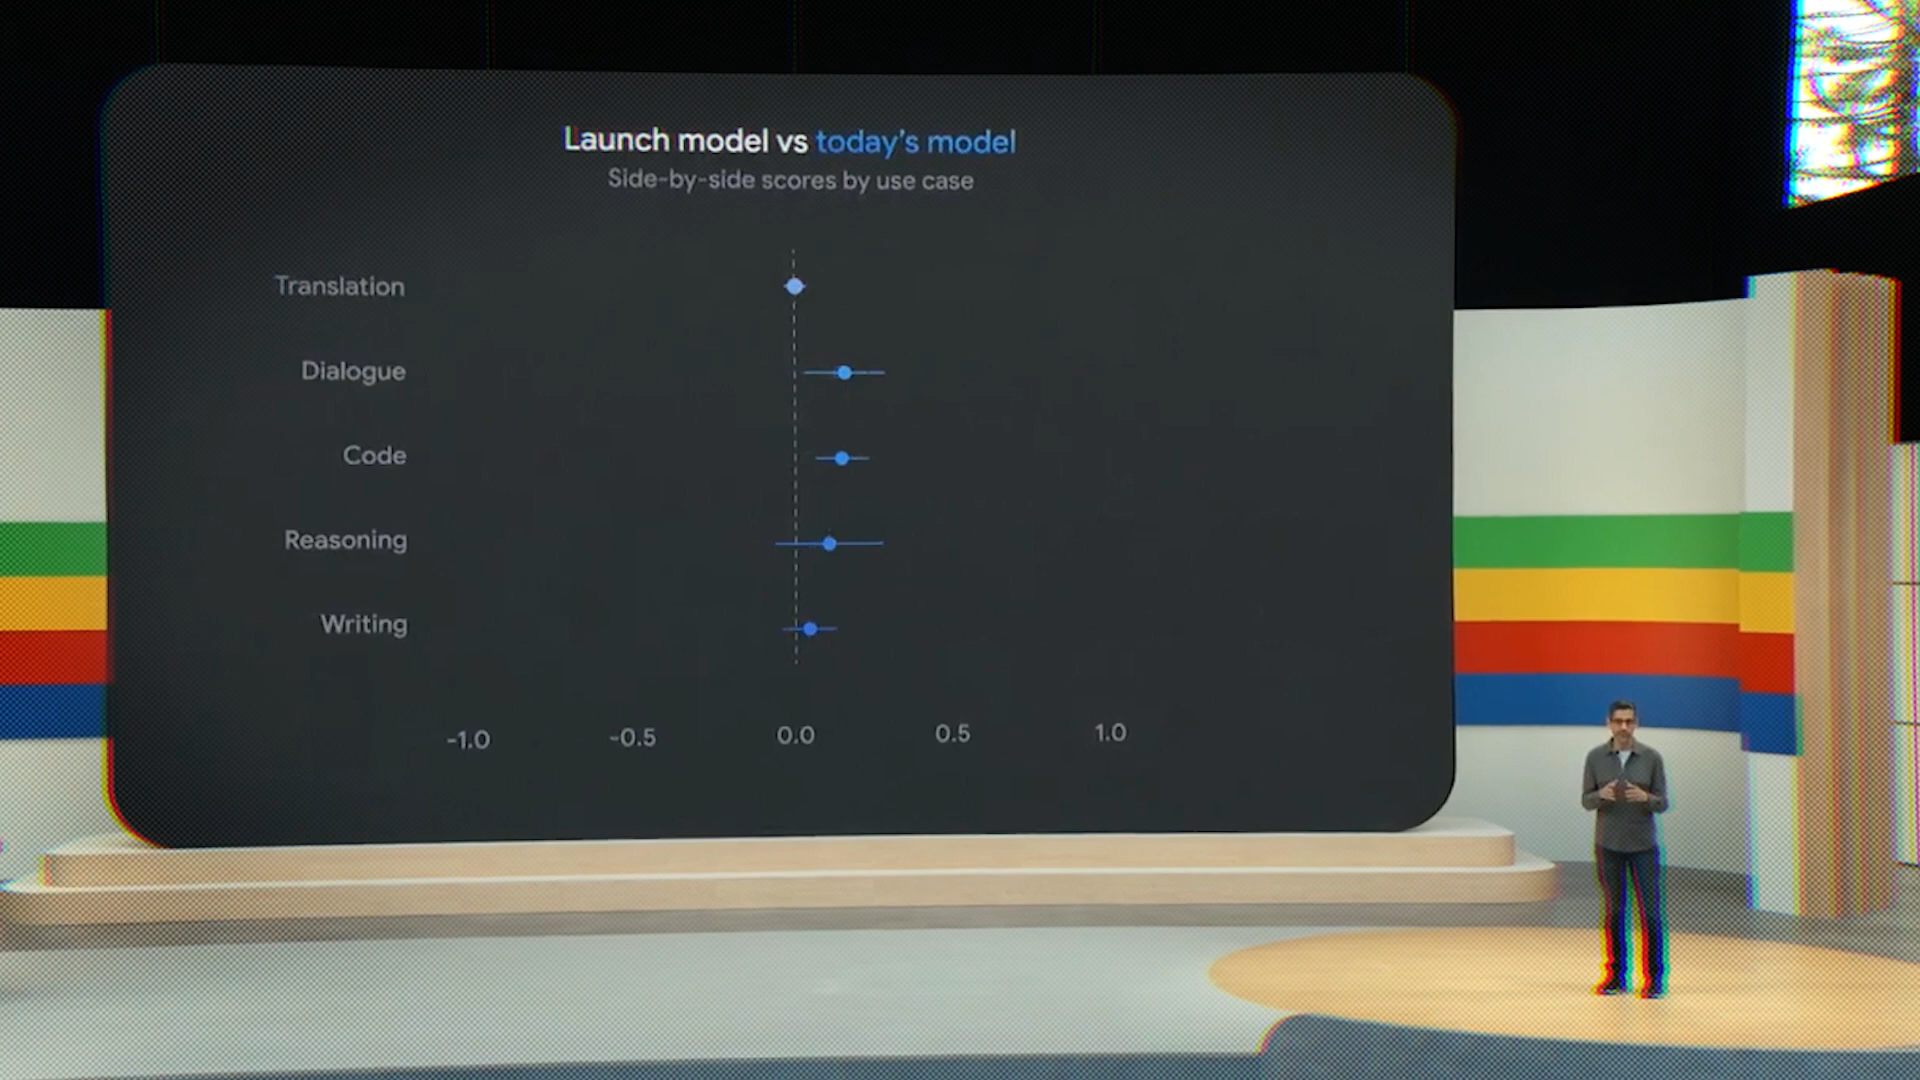 Launch model vs today's model
Side-by-side scores by use case
Translation
Dialogue
Code
Reasoning
Writing
-1.0 -0.5 0.0 0.5 1.0